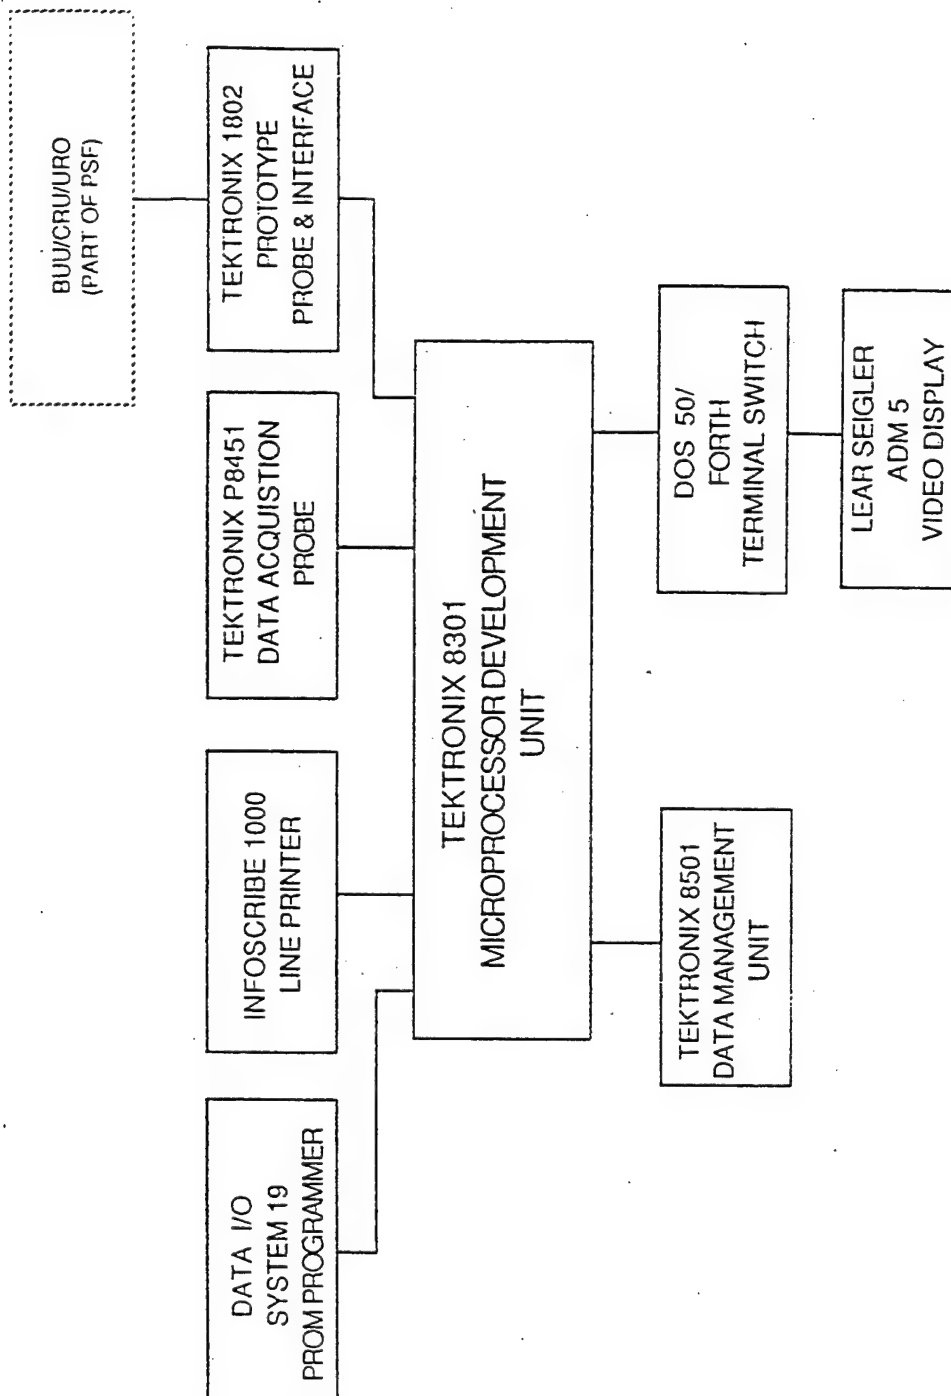 BUU/CRU/URO
(PART OF PSF)
DATA I/O
SYSTEM 19
PROM PROGRAMMER
INFOSCRIBE 1000
LINE PRINTER
TEKTRONIX P8451
DATA ACQUISTION
PROBE
TEKTRONIX 1802
PROTOTYPE
PROBE & INTERFACE
TEKTRONIX 8301
MICROPROCESSOR DEVELOPMENT
UNIT
TEKTRONIX 8501
DATA MANAGEMENT
UNIT
DOS 50/
FORTH
TERMINAL SWITCH
LEAR SEIGLER
ADM 5
VIDEO DISPLAY